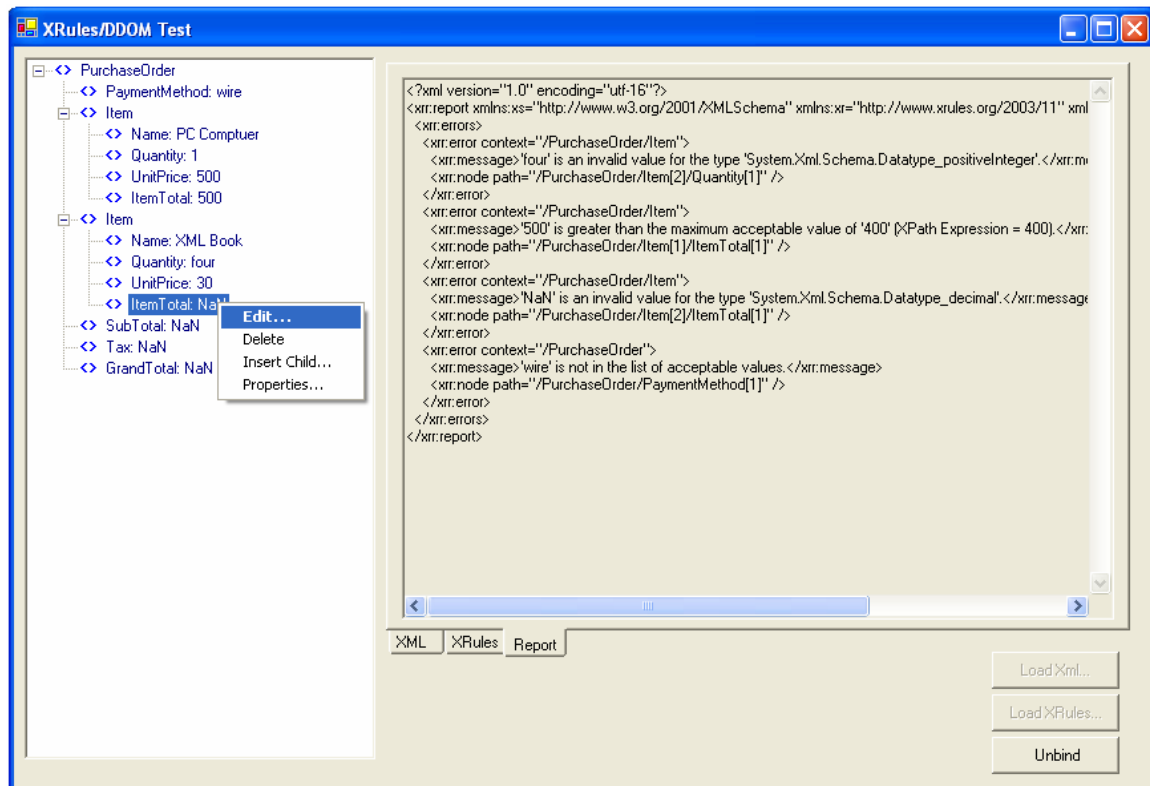 XRules/DDOM Test
<> PurchaseOrder
<> PaymentMethod: wire
<> Item
<> Name: PC Comptuer
<> Quantity: 1
<> UnitPrice: 500
<> ItemTotal: 500
<> Item
<> Name: XML Book
<> Quantity: four
<> UnitPrice: 30
<> ItemTotal: NaN
<> SubTotal: NaN
<> Tax: NaN
<> GrandTotal: NaN
Edit...
Delete
Insert Child...
Properties...
<?xml version="1.0" encoding="utf-16"?>
<xrr:report xmlns:xs="http://www.w3.org/2001/XMLSchema" xmlns:xr="http://www.xrules.org/2003/11" xml
<xrr:errors>
<xrr:error context="/PurchaseOrder/Item">
<xrr:message>'four' is an invalid value for the type 'System.Xml.Schema.Datatype_positiveInteger'.</xrr:m
<xrr:node path="/PurchaseOrder/Item[2]/Quantity[1]" />
</xrr:error>
<xrr:error context="/PurchaseOrder/Item">
<xrr:message>'500' is greater than the maximum acceptable value of '400' (XPath Expression = 400).</xrr:
<xrr:node path="/PurchaseOrder/Item[1]/ItemTotal[1]" />
</xrr:error>
<xrr:error context="/PurchaseOrder/Item">
<xrr:message>'NaN' is an invalid value for the type 'System.Xml.Schema.Datatype_decimal'.</xrr:message
<xrr:node path="/PurchaseOrder/Item[2]/ItemTotal[1]" />
</xrr:error>
<xrr:error context="/PurchaseOrder">
<xrr:message>'wire' is not in the list of acceptable values.</xrr:message>
<xrr:node path="/PurchaseOrder/PaymentMethod[1]" />
</xrr:error>
</xrr:errors>
</xrr:report>
XML XRules Report
Load Xml...
Load XRules...
Unbind